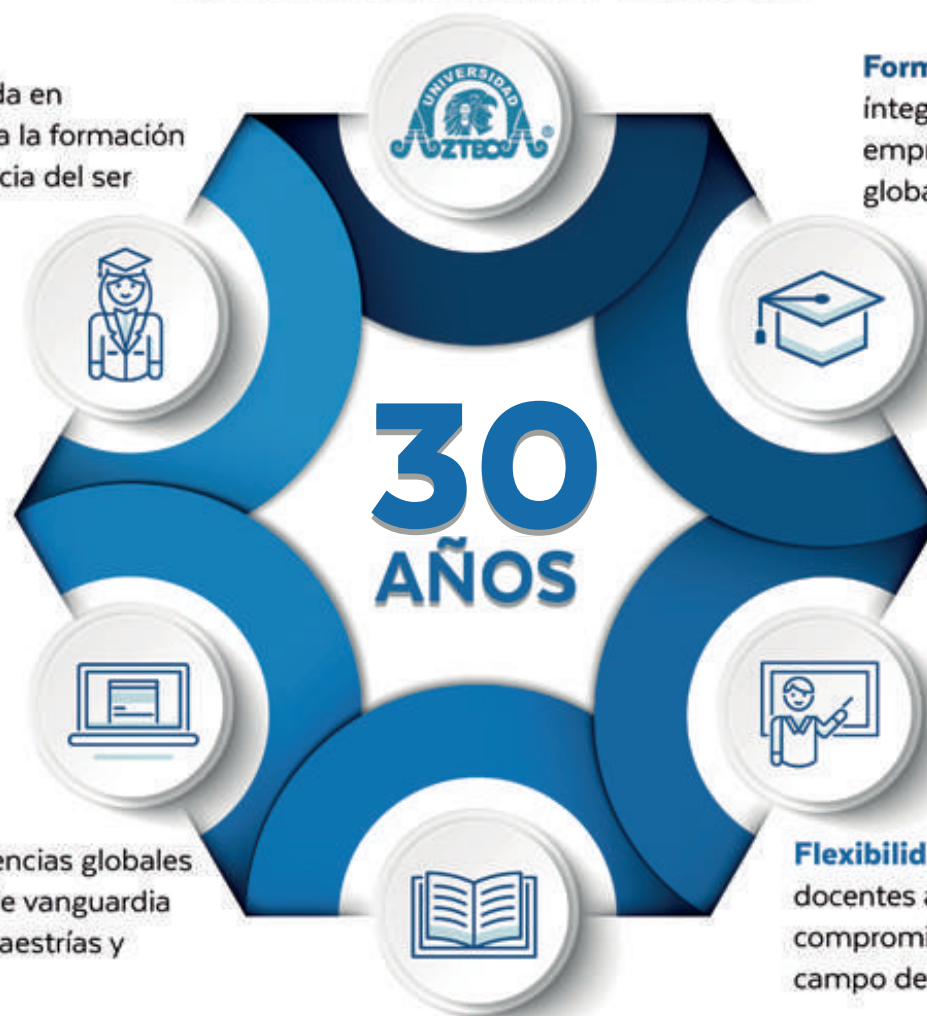 UNIVERSIDAD
AZTECA
®
da en
a la formación
cia del ser
Form
ínteg
empr
globa
30
AÑOS
encias globales
e vanguardia
aestrías y
Flexibilid
docentes a
compromi
campo de